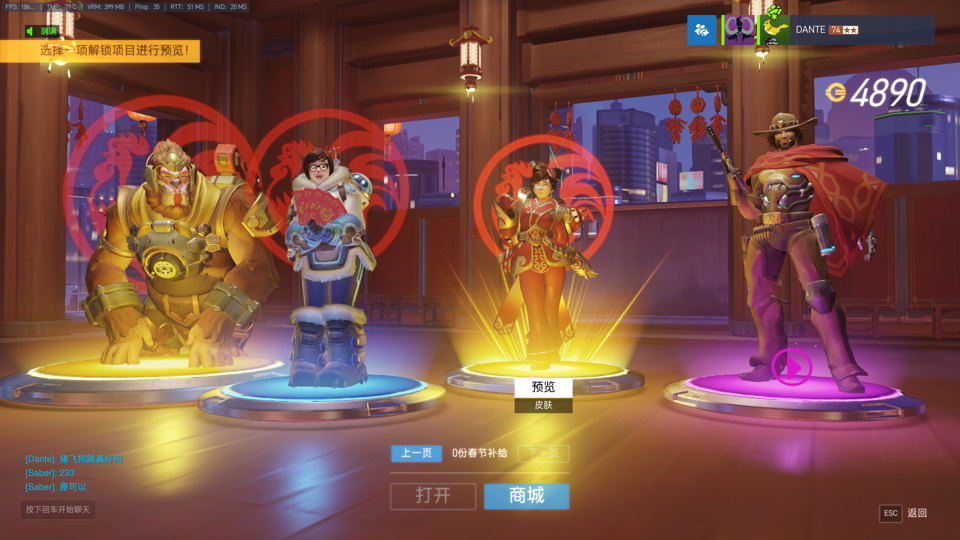 FPS: 186... | TMP: 79 C | VRM: 399 MB | Ping: 35 | RTT: 51 MS | IND: 20 MS
选择一项解锁项目进行预览！
DANTE 74
4890
预览
皮肤
上一页 0份春节补给 下一页
打开 商城
[Dante]: 猪飞狗跳真好用
[Saber]: 233
[Saber]: 原可以
按下回车开始聊天
ESC 返回